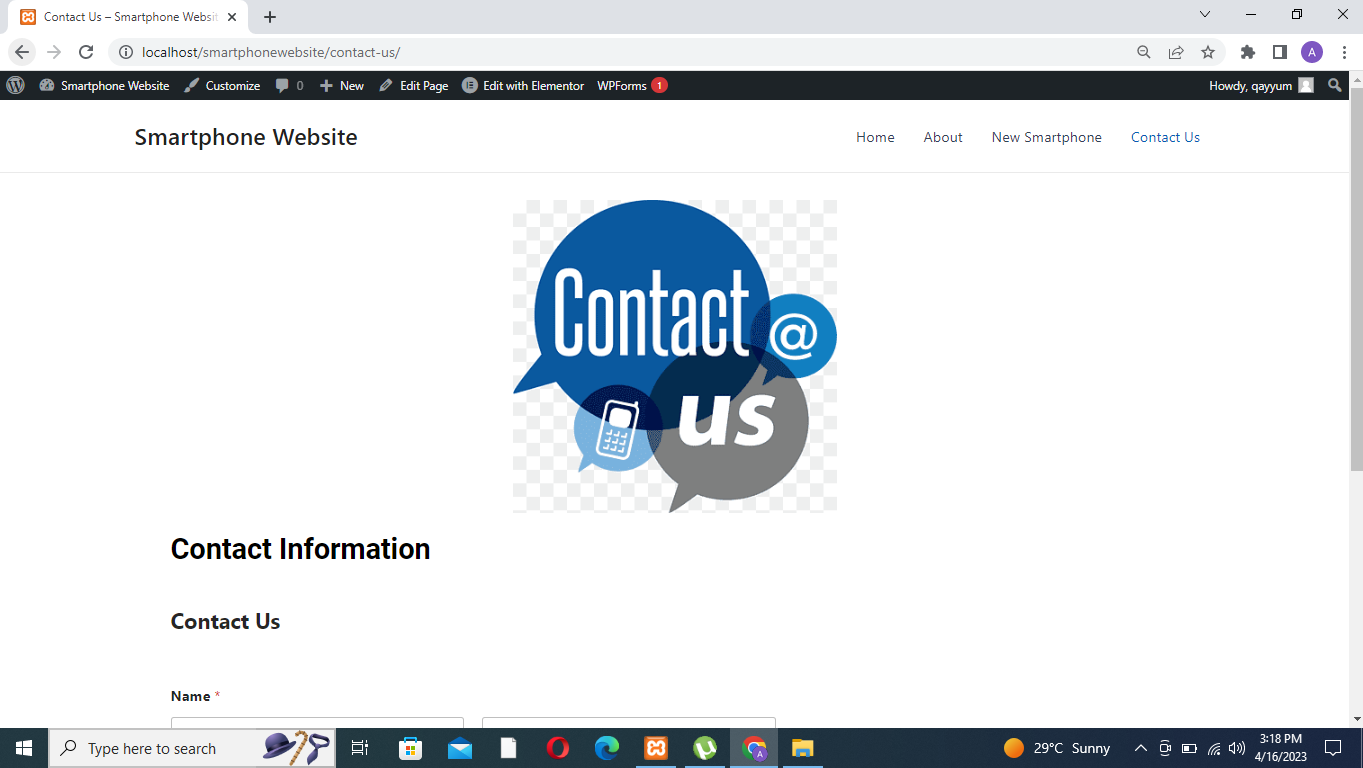 Contact Us – Smartphone Websit
localhost/smartphonewebsite/contact-us/
A
Smartphone Website
Customize
0
New
Edit Page
Edit with Elementor
WPForms 1
Howdy, qayyum
Smartphone Website
Home
About
New Smartphone
Contact Us
Contact
@
us
Contact Information
Contact Us
Name *
Type here to search
A
29°C Sunny
3:18 PM
4/16/2023